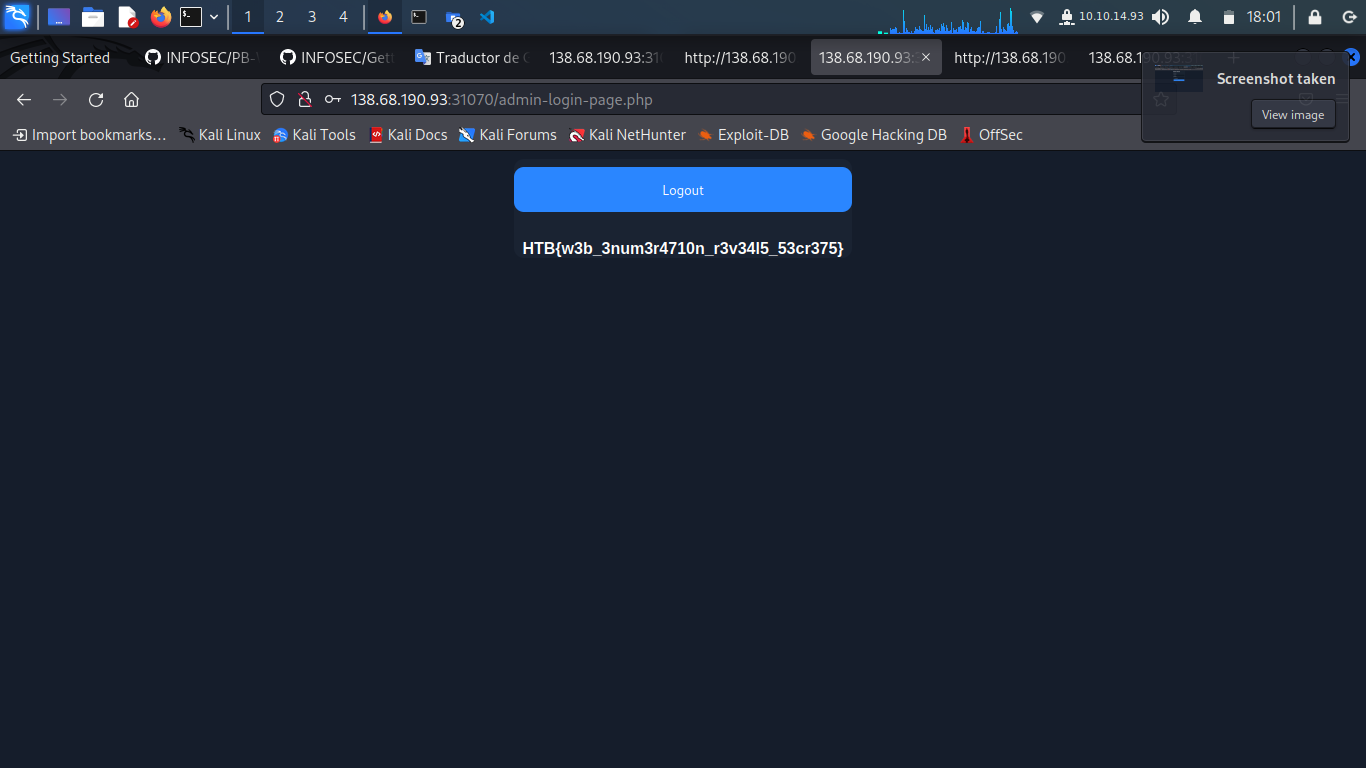 1 2 3 4 2 10.10.14.93 18:01
Getting Started INFOSEC/PB- INFOSEC/Get Traductor de 138.68.190.93:31 http://138.68.190 138.68.190.93: http://138.68.190 138.68.190.93
Screenshot taken
View image
138.68.190.93:31070/admin-login-page.php
Import bookmarks… Kali Linux Kali Tools Kali Docs Kali Forums Kali NetHunter Exploit-DB Google Hacking DB OffSec
Logout
HTB{w3b_3num3r4710n_r3v34l5_53cr375}